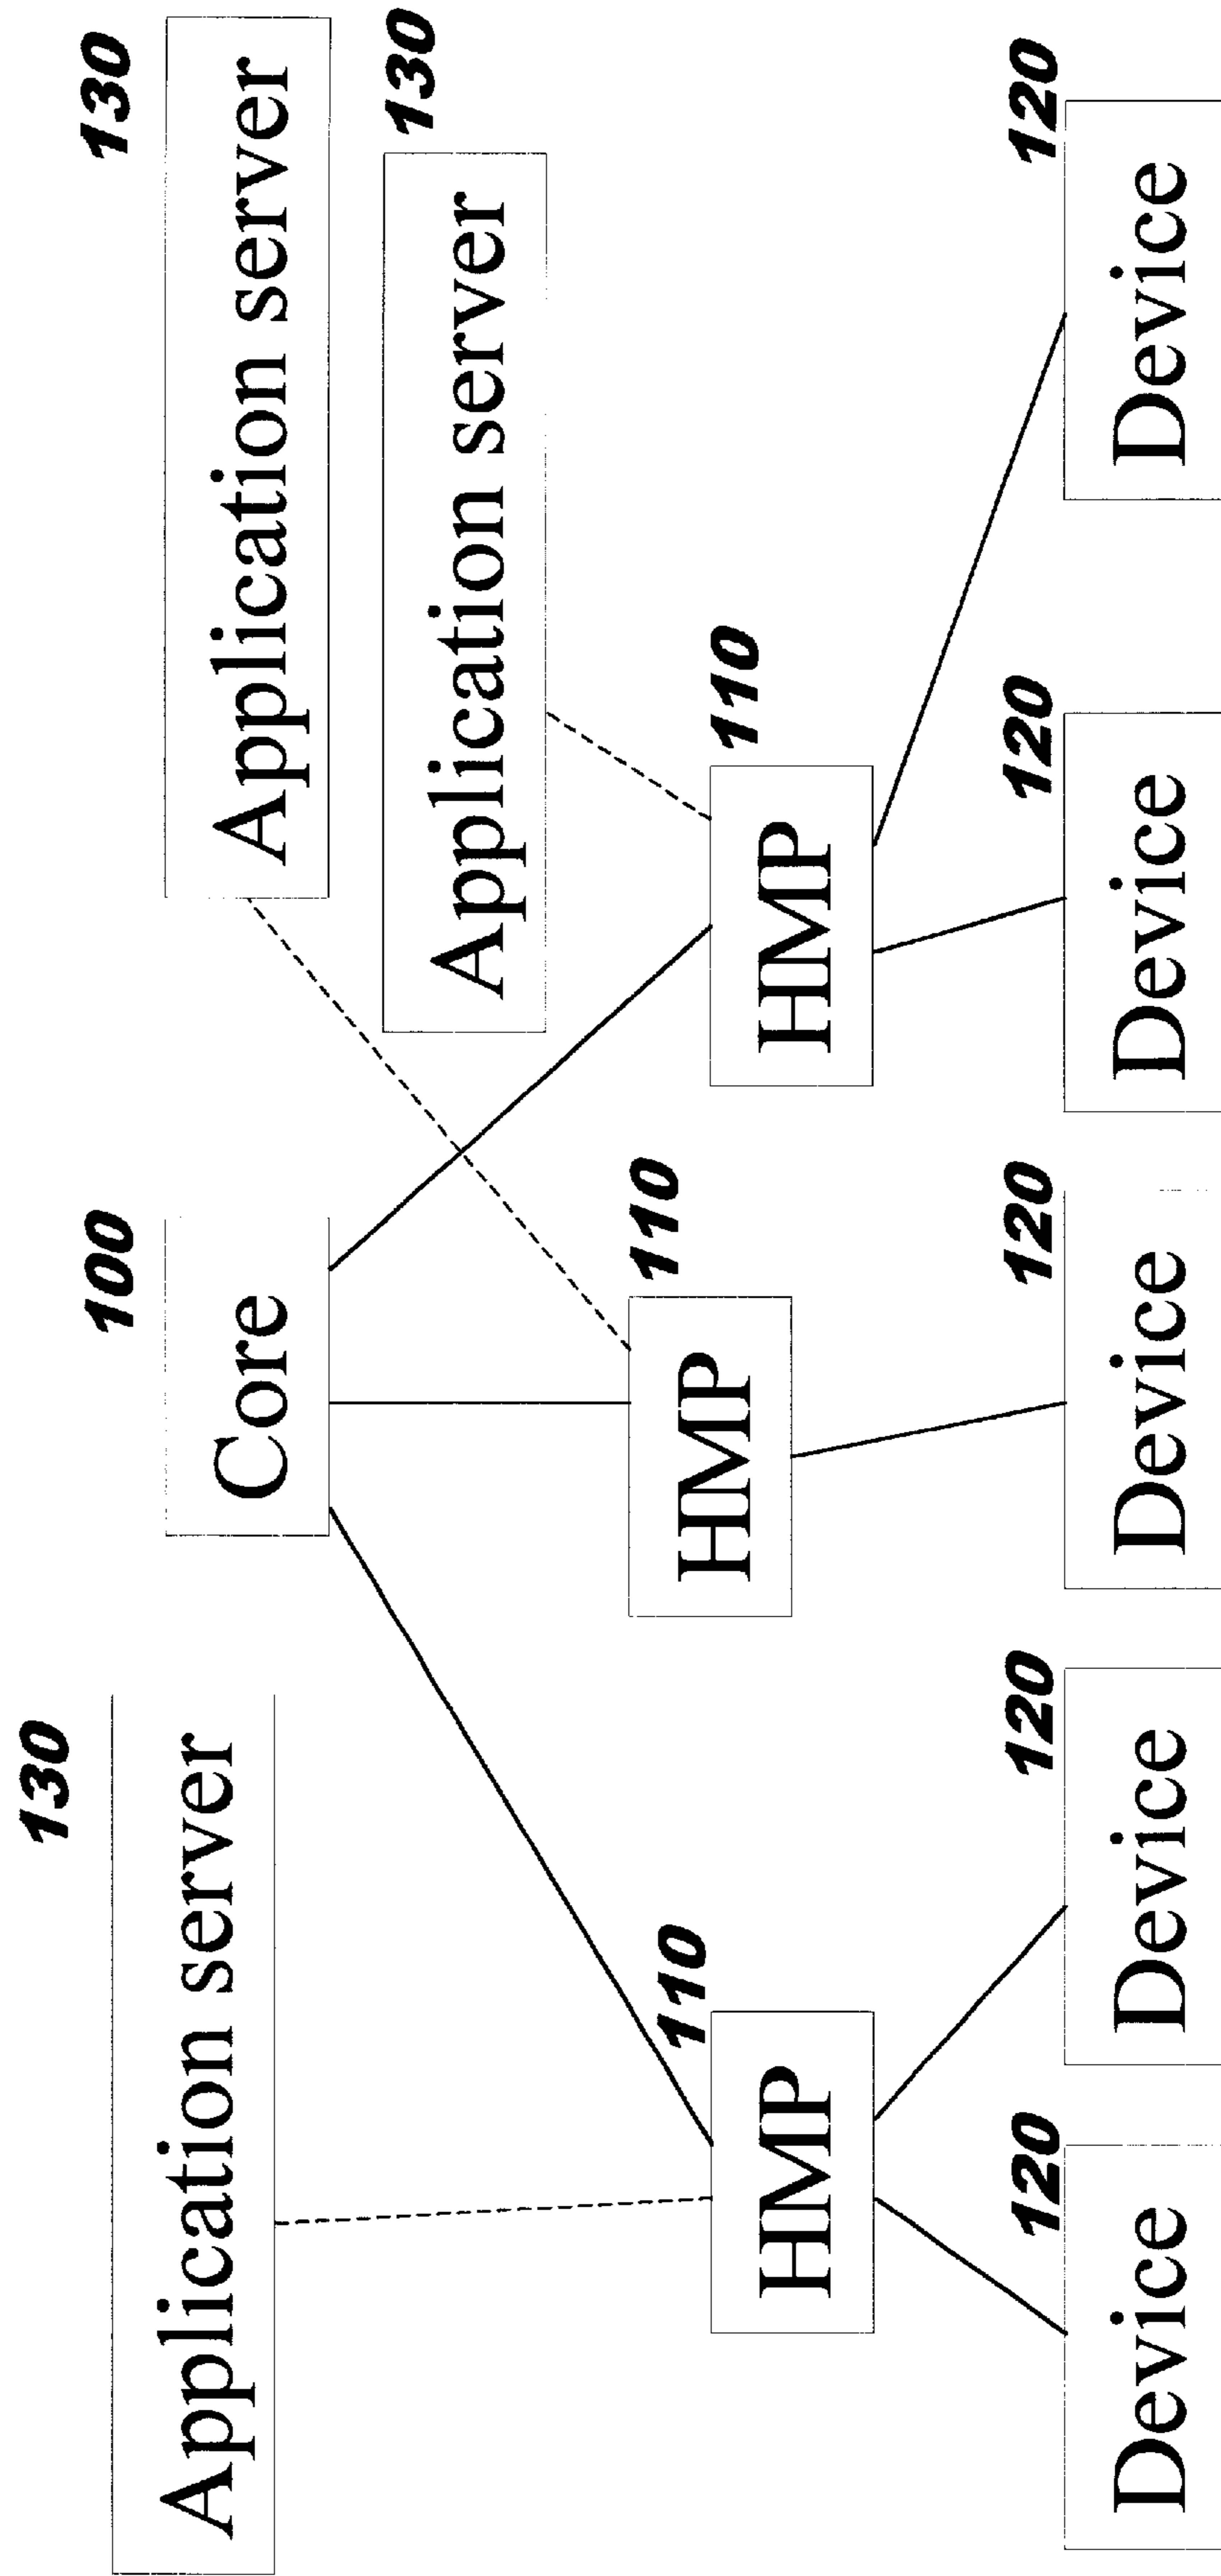 130
100
130
Application server
Core
Application server
130
Application server
110
110
110
HMP
HMP
HMP
120
120
120
120
120
Device
Device
Device
Device
Device